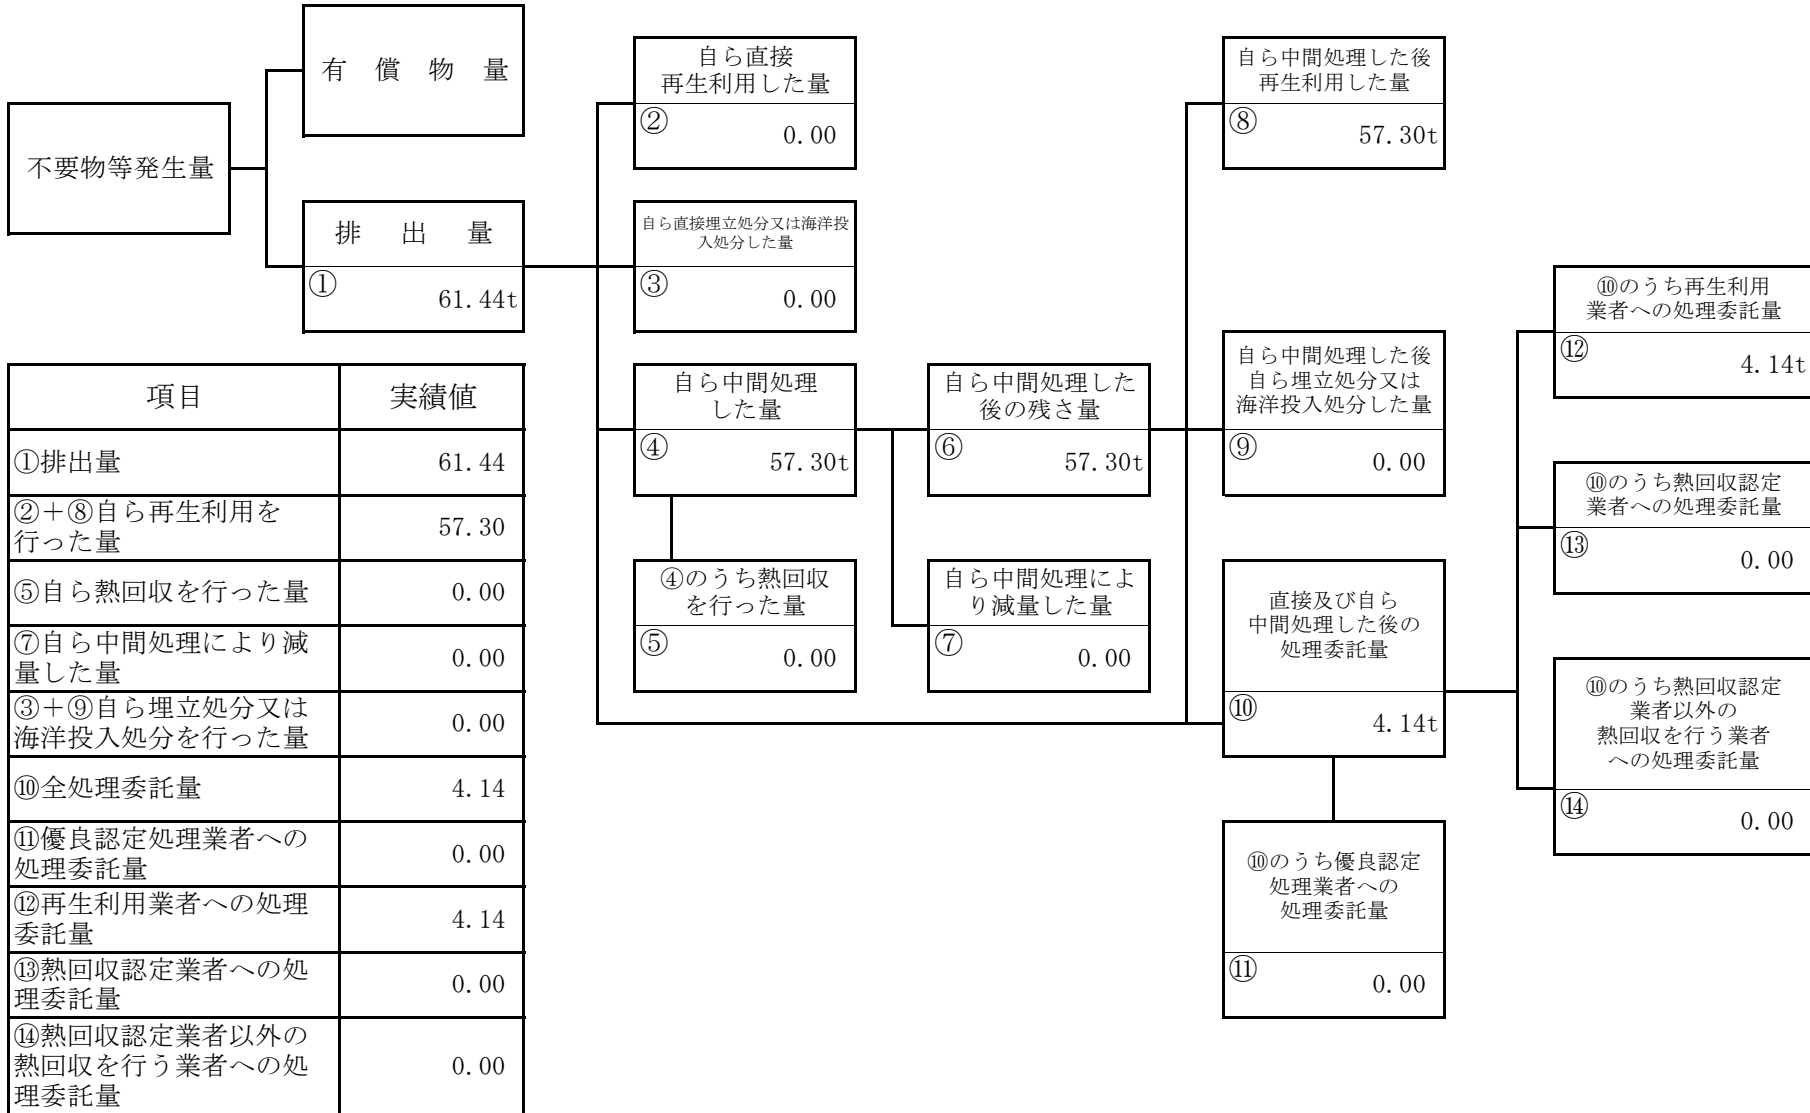 有　償　物　量
不要物等発生量
排　出　量
①
61.44t
自ら直接
再生利用した量
②
0.00
自ら直接埋立処分又は海洋投
入処分した量
③
0.00
自ら中間処理
した量
④
57.30t
④のうち熱回収
を行った量
⑤
0.00
自ら中間処理した
後の残さ量
⑥
57.30t
自ら中間処理によ
り減量した量
⑦
0.00
自ら中間処理した後
再生利用した量
⑧
57.30t
自ら中間処理した後
自ら埋立処分又は
海洋投入処分した量
⑨
0.00
直接及び自ら
中間処理した後の
処理委託量
⑩
4.14t
⑩のうち優良認定
処理業者への
処理委託量
⑪
0.00
⑩のうち再生利用
業者への処理委託量
⑫
4.14t
⑩のうち熱回収認定
業者への処理委託量
⑬
0.00
⑩のうち熱回収認定
業者以外の
熱回収を行う業者
への処理委託量
⑭
0.00
項目 実績値
①排出量 61.44
②＋⑧自ら再生利用を
行った量 57.30
⑤自ら熱回収を行った量 0.00
⑦自ら中間処理により減
量した量 0.00
③＋⑨自ら埋立処分又は
海洋投入処分を行った量 0.00
⑩全処理委託量 4.14
⑪優良認定処理業者への
処理委託量 0.00
⑫再生利用業者への処理
委託量 4.14
⑬熱回収認定業者への処
理委託量 0.00
⑭熱回収認定業者以外の
熱回収を行う業者への処
理委託量 0.00